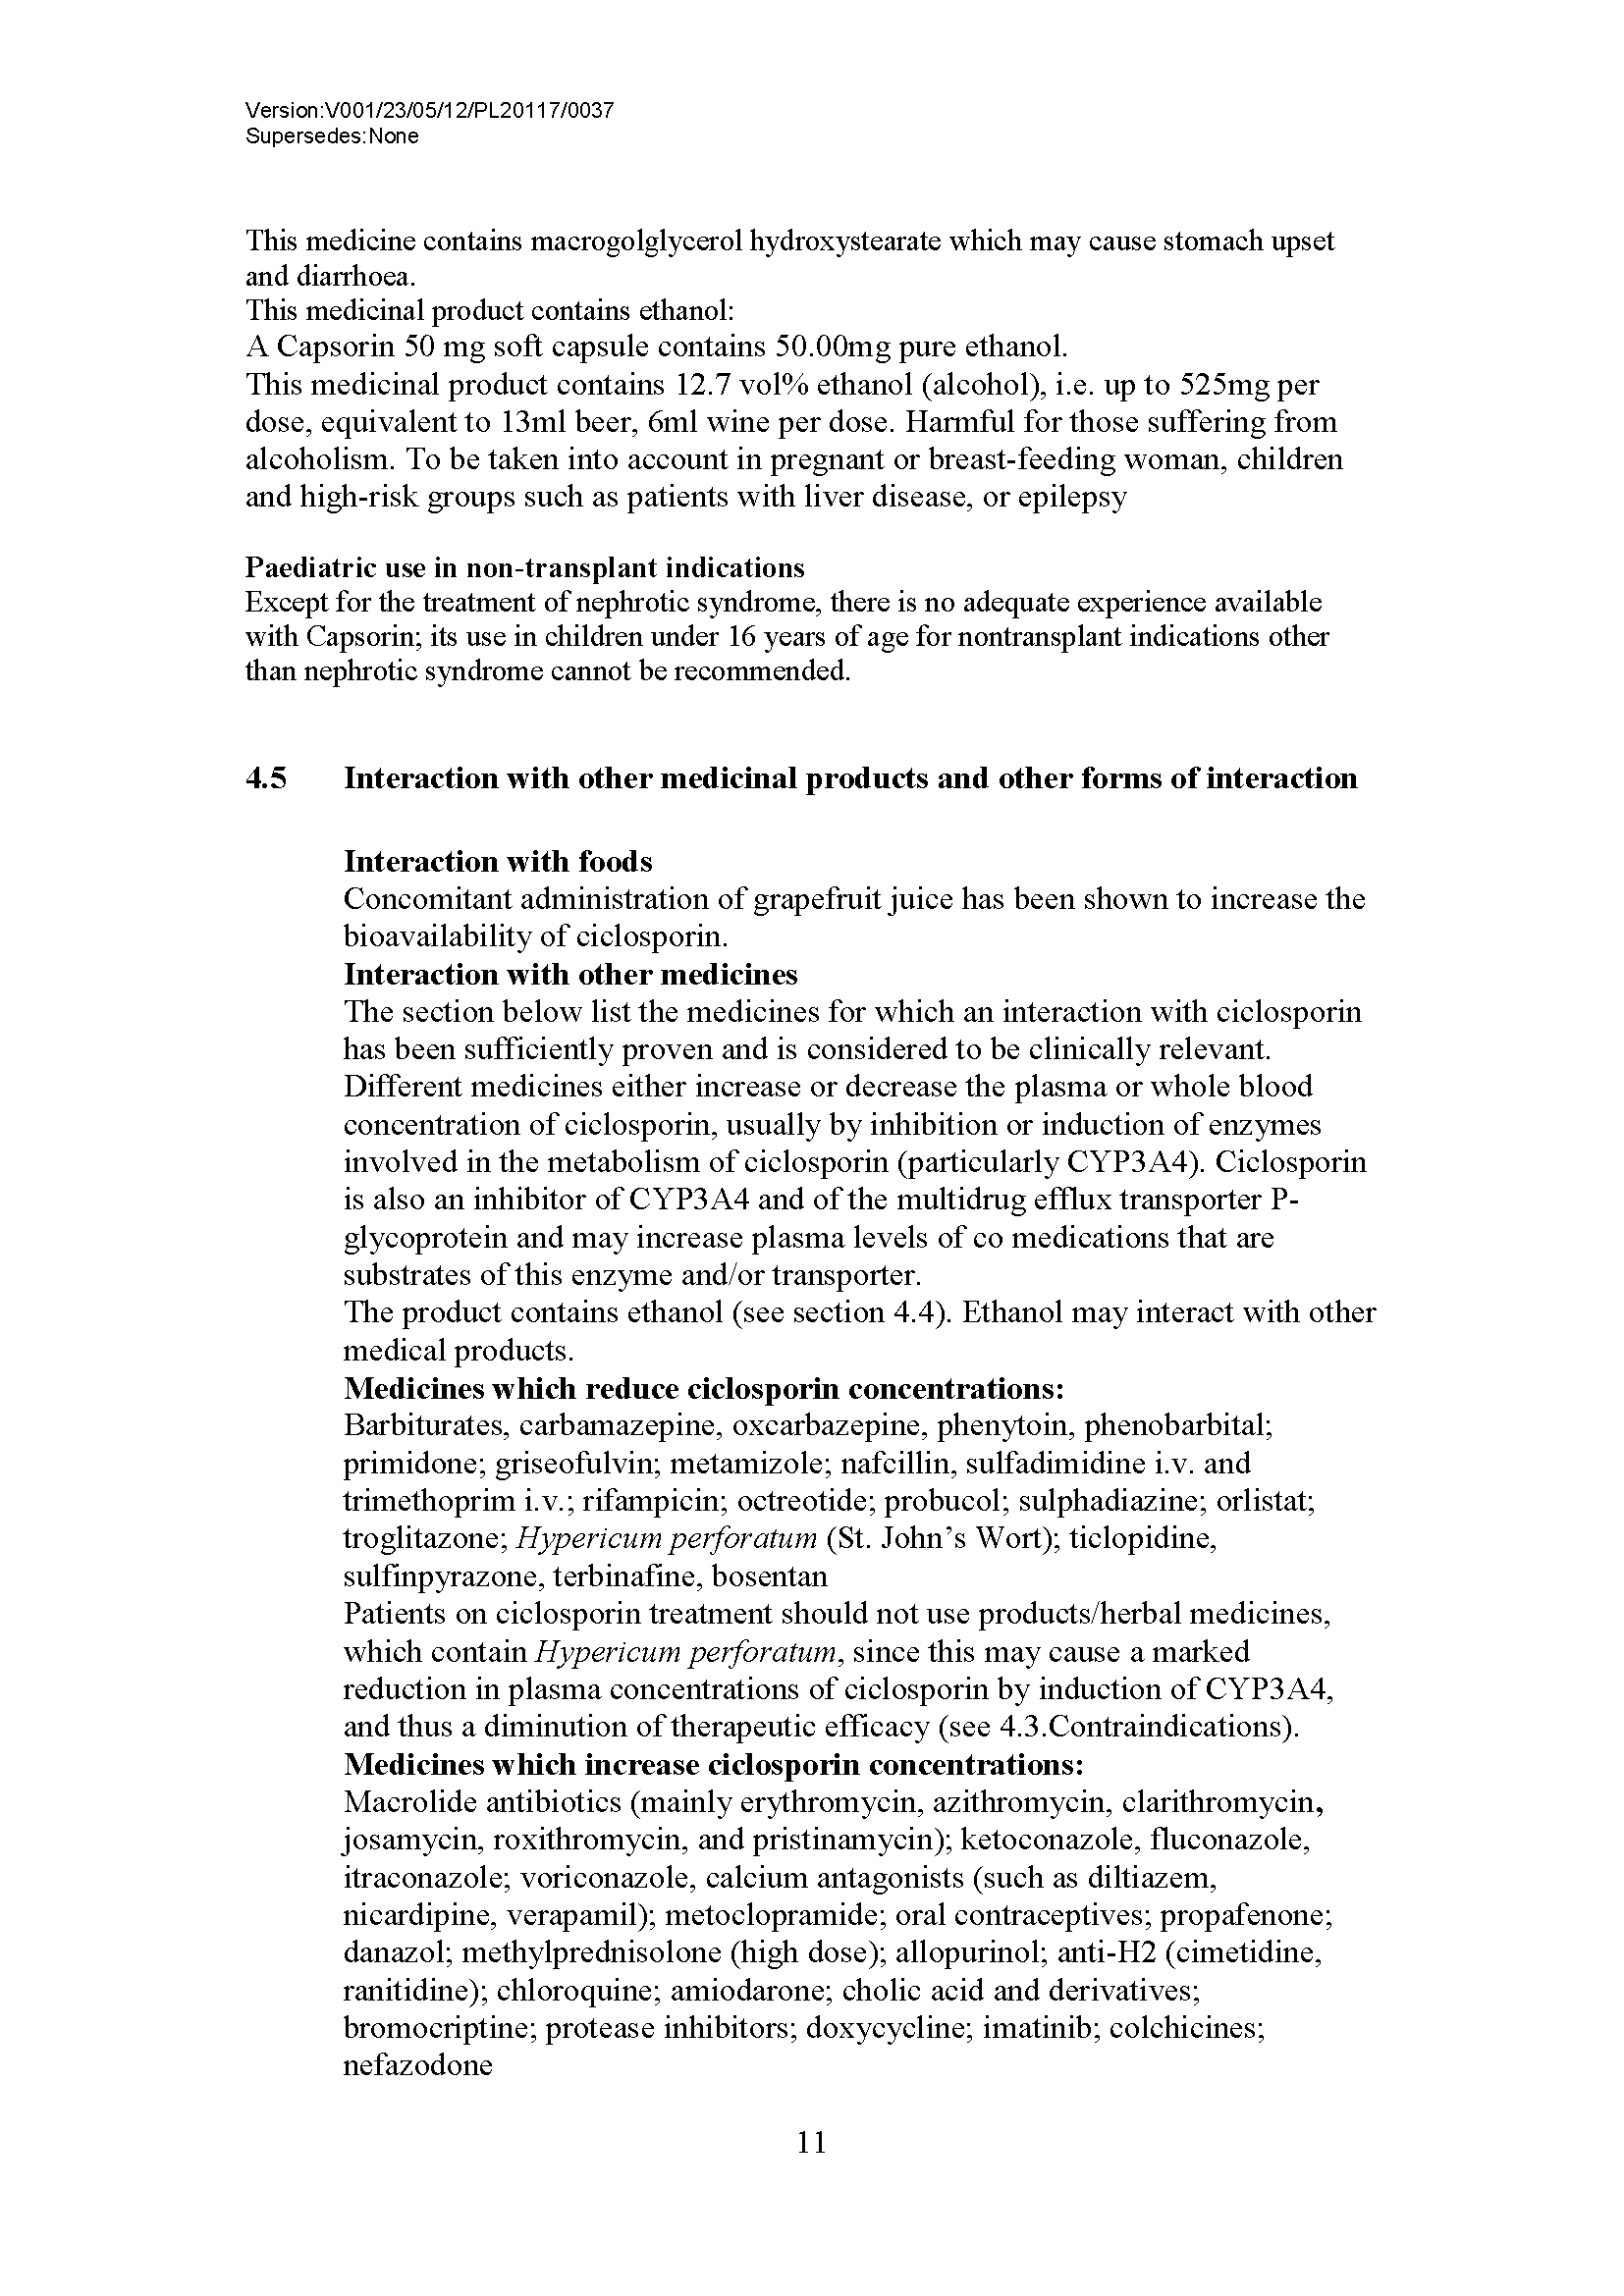 Version:V001/23/05/12/PL20117/0037
Supersedes:None
This medicine contains macrogolglycerol hydroxystearate which may cause stomach upset
and diarrhoea.
This medicinal product contains ethanol:
A Capsorin 50 mg soft capsule contains 50.00mg pure ethanol.
This medicinal product contains 12.7 vol% ethanol (alcohol), i.e. up to 525mg per
dose, equivalent to 13ml beer, 6ml wine per dose. Harmful for those suffering from
alcoholism. To be taken into account in pregnant or breast-feeding woman, children
and high-risk groups such as patients with liver disease, or epilepsy
Paediatric use in non-transplant indications
Except for the treatment of nephrotic syndrome, there is no adequate experience available
with Capsorin; its use in children under 16 years of age for nontransplant indications other
than nephrotic syndrome cannot be recommended.
4.5 Interaction with other medicinal products and other forms of interaction
Interaction with foods
Concomitant administration of grapefruit juice has been shown to increase the
bioavailability of ciclosporin.
Interaction with other medicines
The section below list the medicines for which an interaction with ciclosporin
has been sufficiently proven and is considered to be clinically relevant.
Different medicines either increase or decrease the plasma or whole blood
concentration of ciclosporin, usually by inhibition or induction of enzymes
involved in the metabolism of ciclosporin (particularly CYP3A4). Ciclosporin
is also an inhibitor of CYP3A4 and of the multidrug efflux transporter P-
glycoprotein and may increase plasma levels of co medications that are
substrates of this enzyme and/or transporter.
The product contains ethanol (see section 4.4). Ethanol may interact with other
medical products.
Medicines which reduce ciclosporin concentrations:
Barbiturates, carbamazepine, oxcarbazepine, phenytoin, phenobarbital;
primidone; griseofulvin; metamizole; nafcillin, sulfadimidine i.v. and
trimethoprim i.v.; rifampicin; octreotide; probucol; sulphadiazine; orlistat;
troglitazone; Hypericum perforatum (St. John’s Wort); ticlopidine,
sulfinpyrazone, terbinafine, bosentan
Patients on ciclosporin treatment should not use products/herbal medicines,
which contain Hypericum perforatum, since this may cause a marked
reduction in plasma concentrations of ciclosporin by induction of CYP3A4,
and thus a diminution of therapeutic efficacy (see 4.3.Contraindications).
Medicines which increase ciclosporin concentrations:
Macrolide antibiotics (mainly erythromycin, azithromycin, clarithromycin,
josamycin, roxithromycin, and pristinamycin); ketoconazole, fluconazole,
itraconazole; voriconazole, calcium antagonists (such as diltiazem,
nicardipine, verapamil); metoclopramide; oral contraceptives; propafenone;
danazol; methylprednisolone (high dose); allopurinol; anti-H2 (cimetidine,
ranitidine); chloroquine; amiodarone; cholic acid and derivatives;
bromocriptine; protease inhibitors; doxycycline; imatinib; colchicines;
nefazodone
11